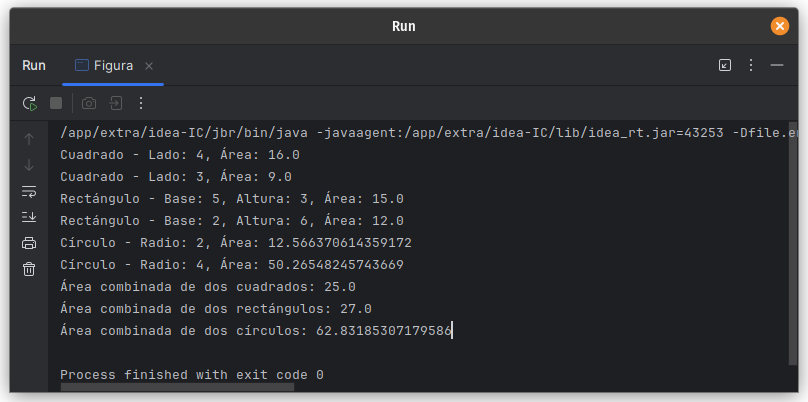 Run
Run Figura
/app/extra/idea-IC/jbr/bin/java -javaagent:/app/extra/idea-IC/lib/idea_rt.jar=43253 -Dfile.en
Cuadrado - Lado: 4, Área: 16.0
Cuadrado - Lado: 3, Área: 9.0
Rectángulo - Base: 5, Altura: 3, Área: 15.0
Rectángulo - Base: 2, Altura: 6, Área: 12.0
Círculo - Radio: 2, Área: 12.566370614359172
Círculo - Radio: 4, Área: 50.26548245743669
Área combinada de dos cuadrados: 25.0
Área combinada de dos rectángulos: 27.0
Área combinada de dos círculos: 62.83185307179586
Process finished with exit code 0